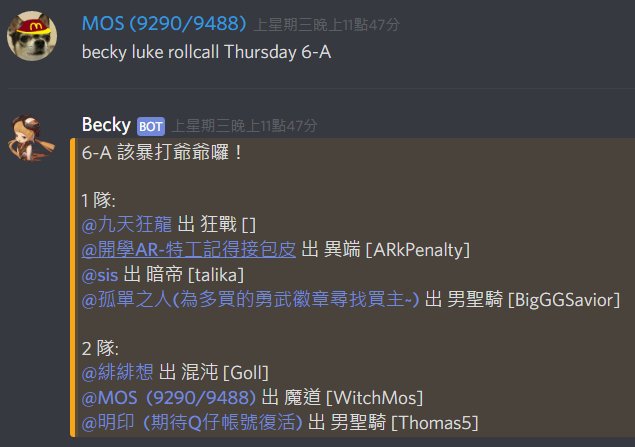 MOS (9290/9488) 上星期三晚上11點47分
becky luke rollcall Thursday 6-A
Becky BOT 上星期三晚上11點47分
6-A 該暴打爺爺囉！
1 隊:
@九天狂龍 出 狂戰 []
@開學AR-特工記得接包皮 出 異端 [ARkPenalty]
@sis 出 暗帝 [talika]
@孤單之人(為多買的勇武徽章尋找買主~) 出 男聖騎 [BigGGSavior]
2 隊:
@緋緋想 出 混沌 [Goll]
@MOS (9290/9488) 出 魔道 [WitchMos]
@明印 (期待Q仔帳號復活) 出 男聖騎 [Thomas5]